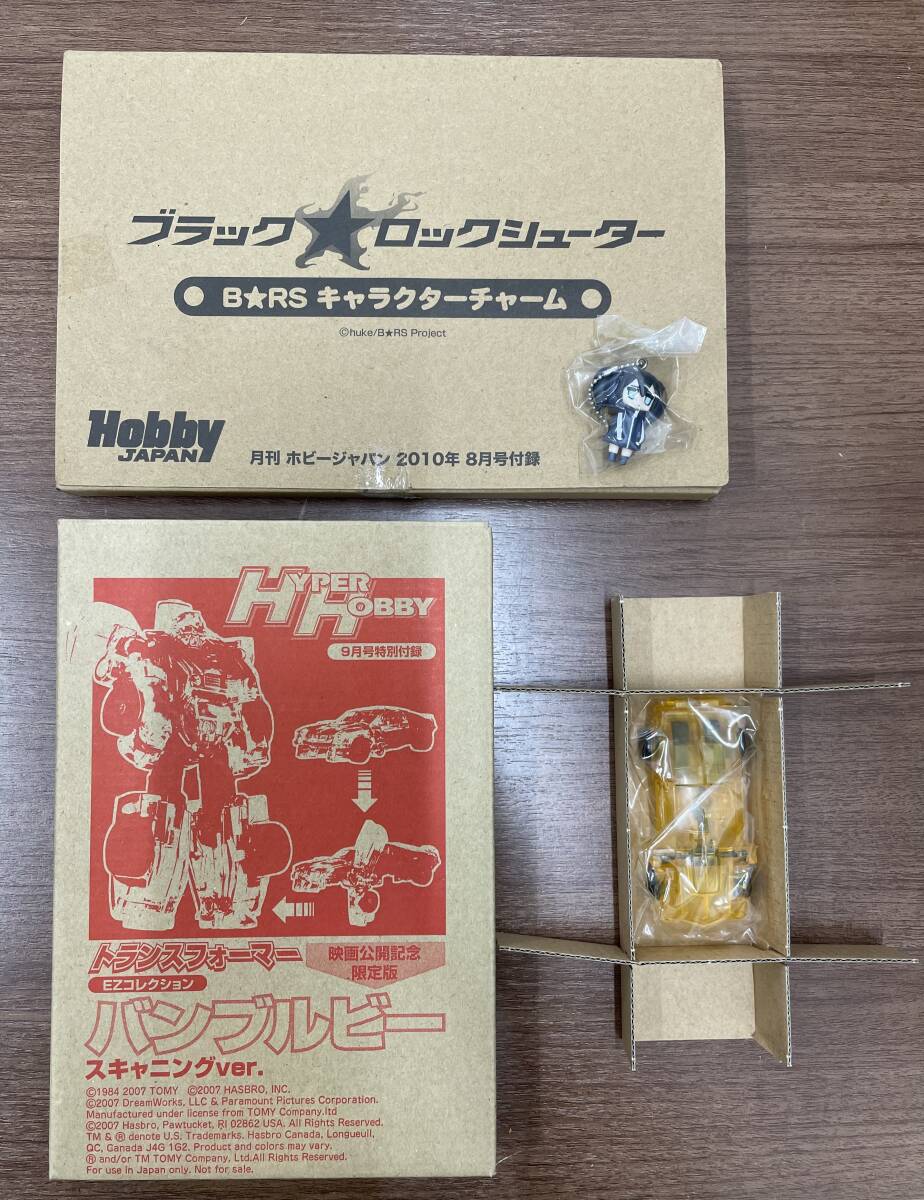 ブラック★ロックシューター
B★RS キャラクターチャーム
©huke/B★RS Project
Hobby
JAPAN
月刊 ホビージャパン 2010年 8月号付録
HYPER
HOBBY
9月号特別付録
トランスフォーマー
映画公開記念
限定版
EZコレクション
バンブルビー
スキャニングver.
©1984 2007 TOMY ©2007 HASBRO, INC.
©2007 DreamWorks, LLC & Paramount Pictures Corporation.
Manufactured under license from TOMY Company.ltd
©2007 Hasbro, Pawtucket, RI 02862 USA. All Rights Reserved.
TM & ® denote U.S. Trademarks. Hasbro Canada, Longueuil,
QC, Canada J4G 1G2. Product and colors may vary.
® and/or TM TOMY Company, Ltd.All Rights Reserved.
For use in Japan only. Not for sale.